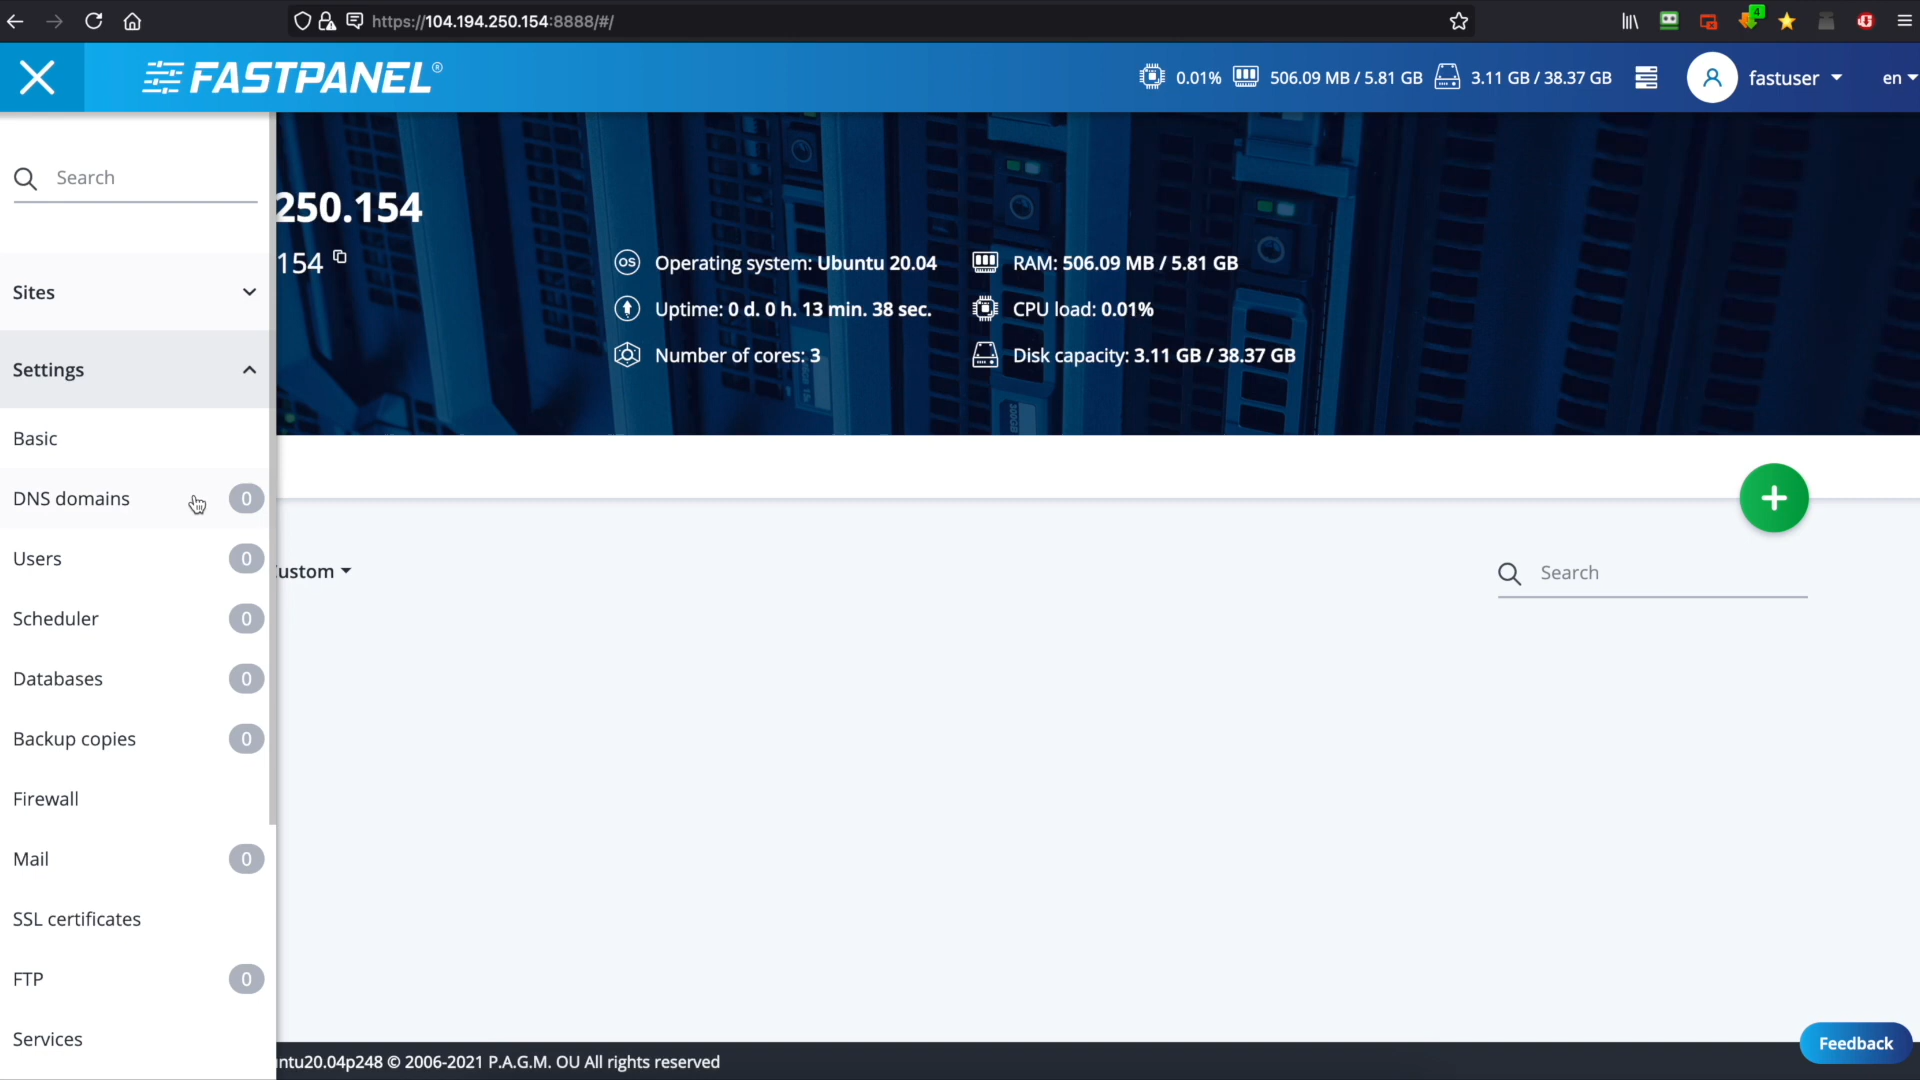 https://104.194.250.154:8888/#/
4
FASTPANEL®
0.01%
506.09 MB / 5.81 GB
3.11 GB / 38.37 GB
fastuser
en
Search
250.154
154
OS Operating system: Ubuntu 20.04
RAM: 506.09 MB / 5.81 GB
Uptime: 0 d. 0 h. 13 min. 38 sec.
CPU load: 0.01%
Number of cores: 3
Disk capacity: 3.11 GB / 38.37 GB
Sites
Settings
Basic
DNS domains 0
Users 0
Scheduler 0
Databases 0
Backup copies 0
Firewall
Mail 0
SSL certificates
FTP 0
Services
ustom
Search
Feedback
ntu20.04p248 © 2006-2021 P.A.G.M. OU All rights reserved